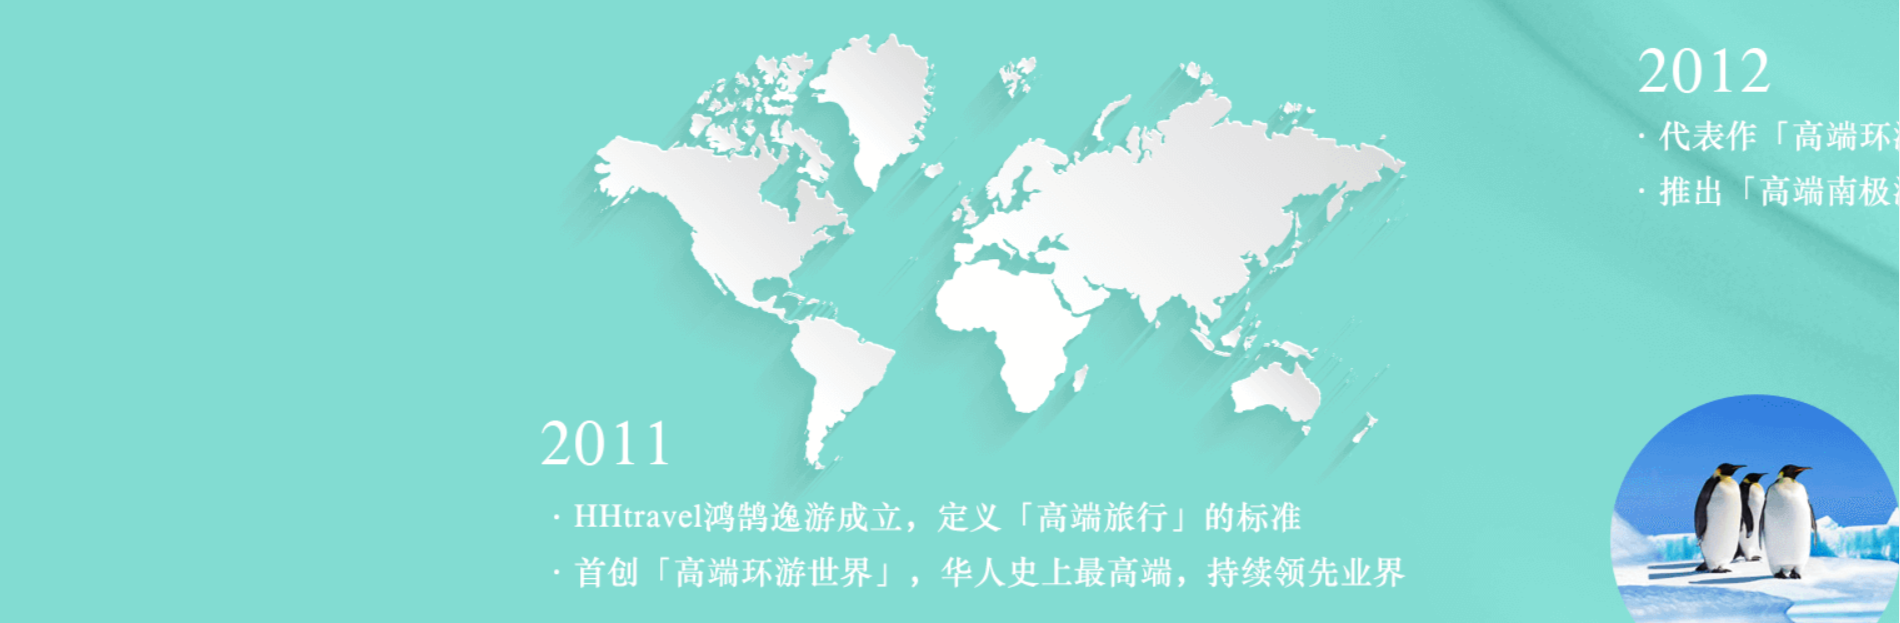 2011
· HHtravel鸿鹄逸游成立，定义「高端旅行」的标准
· 首创「高端环游世界」，华人史上最高端，持续领先业界
2012
· 代表作「高端环
· 推出「高端南极